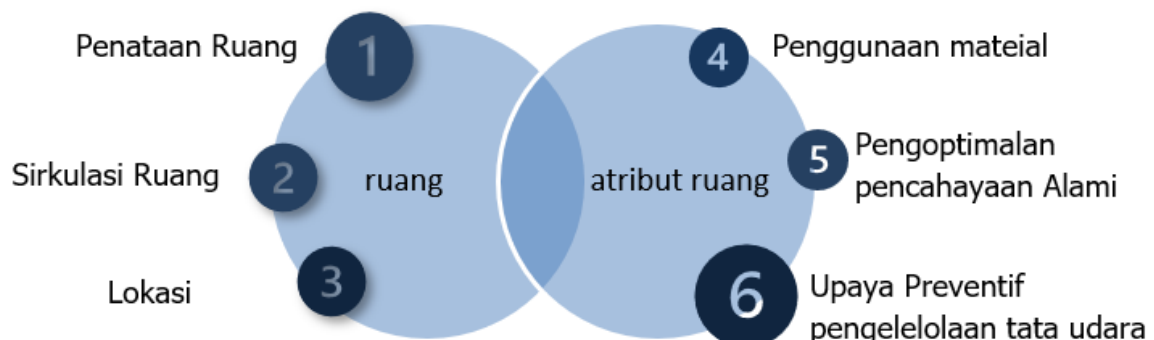 Penataan Ruang
1
Sirkulasi Ruang
2
Lokasi
3
ruang
atribut ruang
4
Penggunaan mateial
5
Pengoptimalan
pencahayaan Alami
6
Upaya Preventif
pengelelolaan tata udara